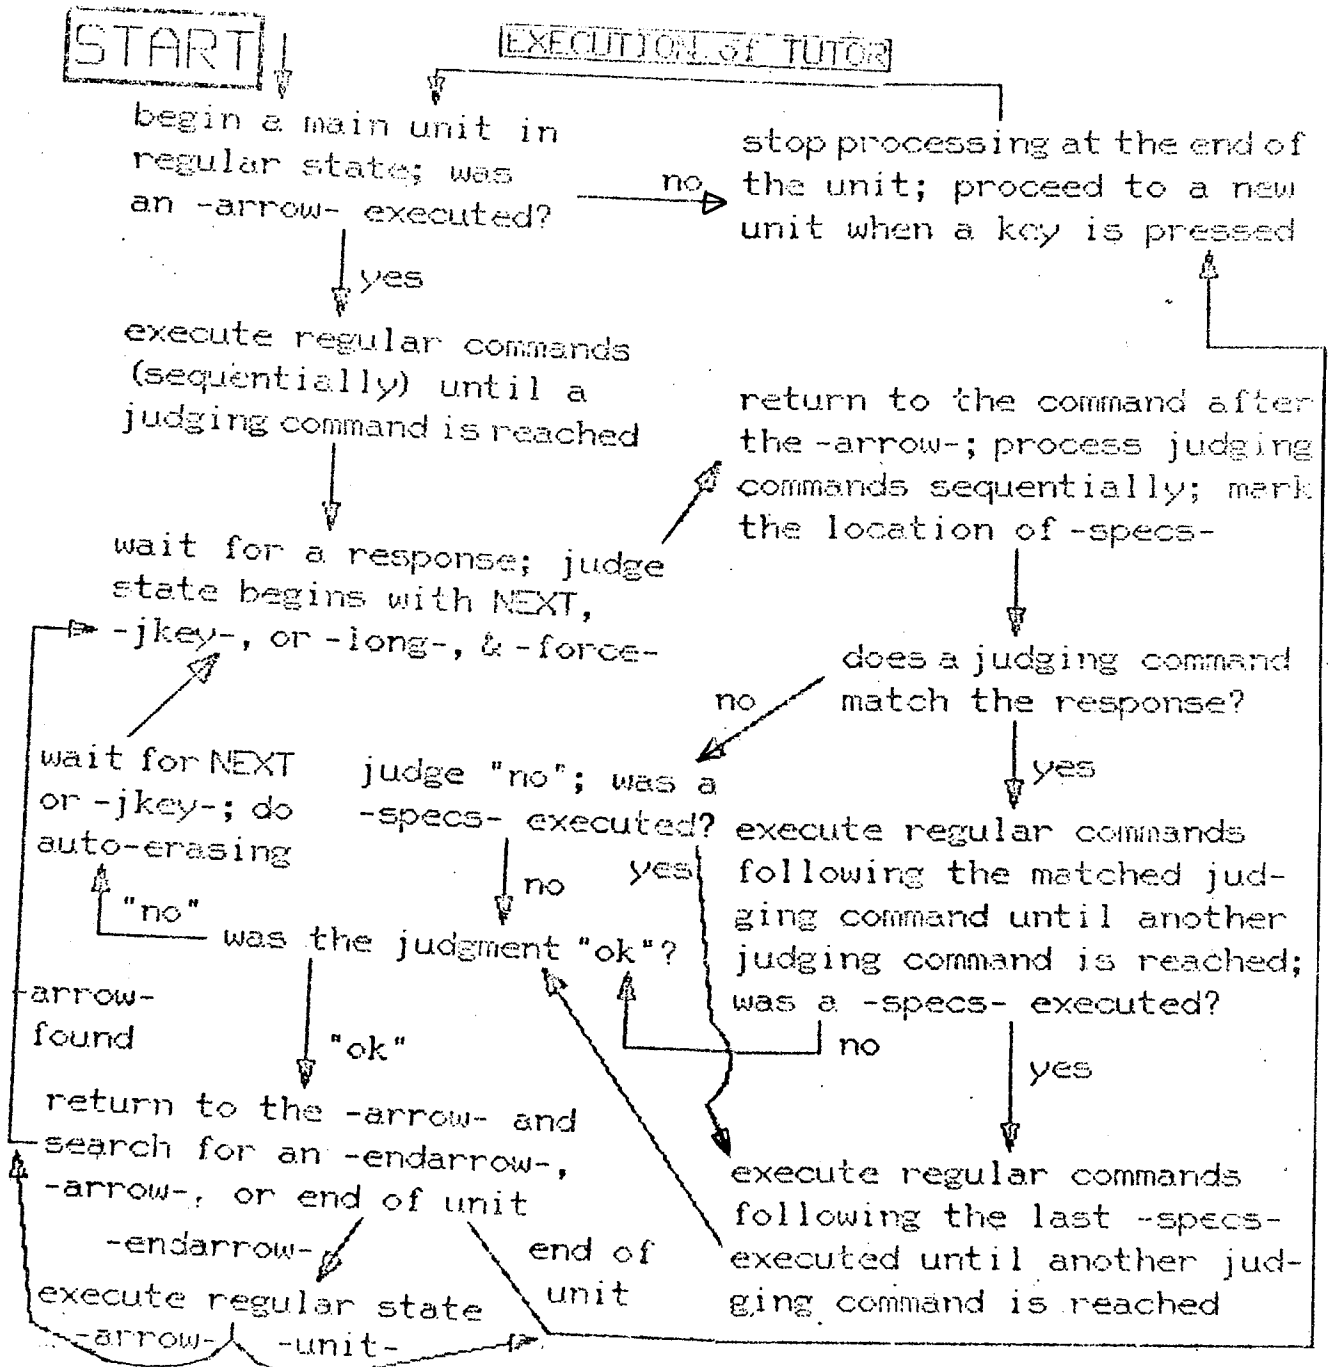 START
EXECUTION of TUTOR
begin a main unit in
regular state; was
an -arrow- executed?
no
stop processing at the end of
the unit; proceed to a new
unit when a key is pressed
yes
execute regular commands
(sequentially) until a
judging command is reached
return to the command after
the -arrow-; process judging
commands sequentially; mark
the location of -specs-
wait for a response; judge
state begins with NEXT,
-jkey-, or -long-, & -force-
does a judging command
match the response?
no
yes
wait for NEXT
or -jkey-; do
auto-erasing
judge "no"; was a
-specs- executed?
yes
no
execute regular commands
following the matched jud-
ging command until another
judging command is reached;
was a -specs- executed?
"no"
was the judgment "ok"?
no
yes
-arrow-
found
"ok"
return to the -arrow- and
search for an -endarrow-,
-arrow-, or end of unit
execute regular commands
following the last -specs-
executed until another jud-
ging command is reached
-endarrow-
end of
unit
execute regular state
-arrow-
-unit-